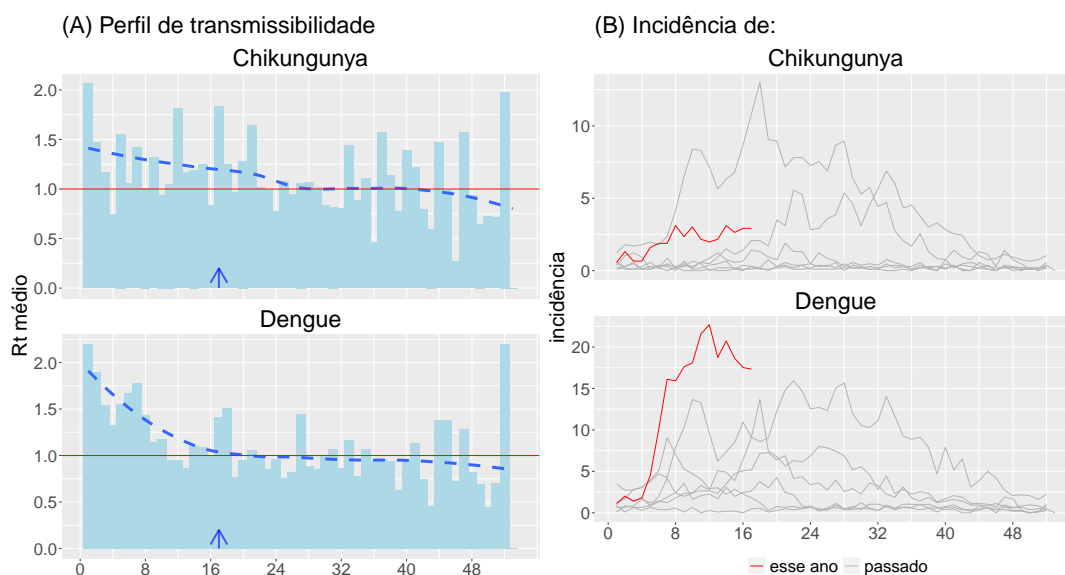 (A) Perfil de transmissibilidade
Chikungunya
2.0
1.5
1.0
0.5
0.0
Dengue
2.0
1.5
1.0
0.5
0.0
0 8 16 24 32 40 48
Rt médio
(B) Incidência de:
Chikungunya
10
5
0
Dengue
20
15
10
5
0
0 8 16 24 32 40 48
incidência
esse ano passado